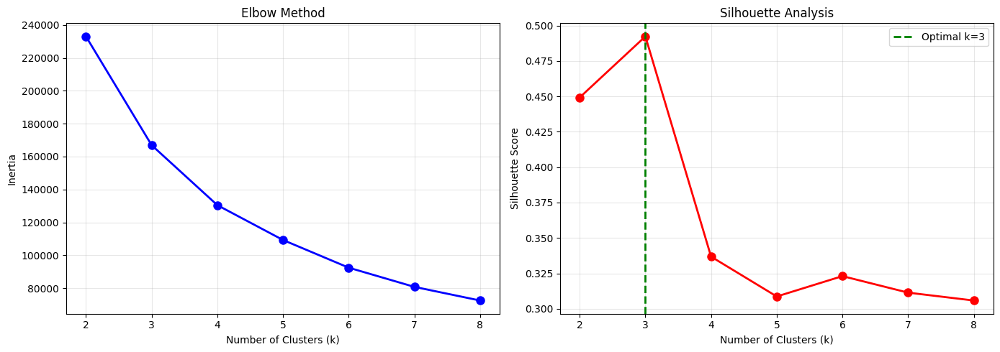 Elbow Method
240000
220000
200000
180000
160000
140000
120000
100000
80000
Inertia
2 3 4 5 6 7 8
Number of Clusters (k)
Silhouette Analysis
Optimal k=3
0.500
0.475
0.450
0.425
0.400
0.375
0.350
0.325
0.300
Silhouette Score
2 3 4 5 6 7 8
Number of Clusters (k)